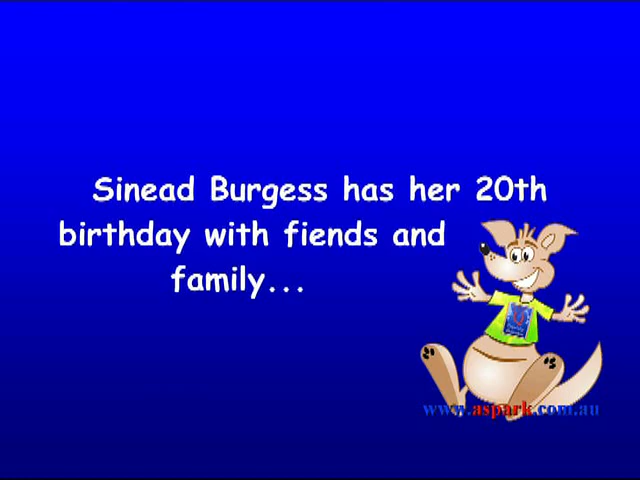 Sinead Burgess has her 20th
birthday with fiends and
family...
www.aspark.com.au